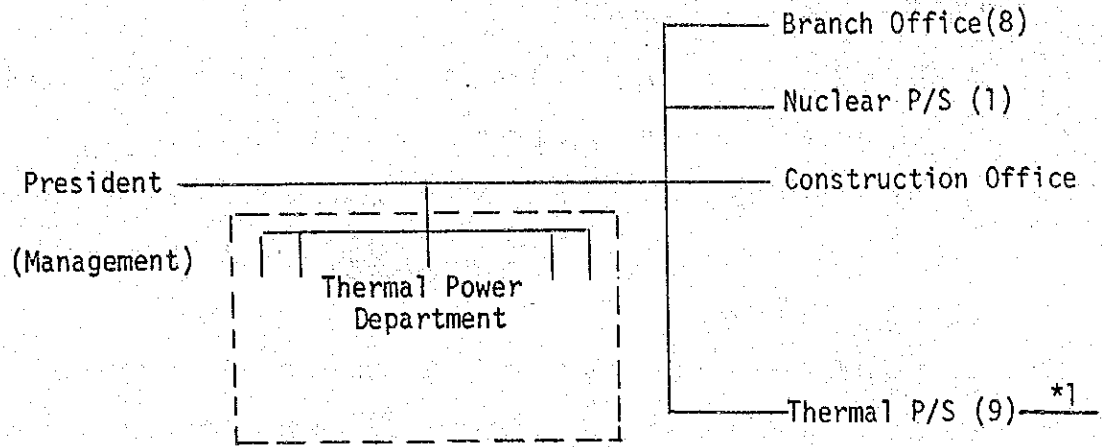 Branch Office(8)
Nuclear P/S (1)
President
Construction Office
(Management)
Thermal Power
Department
Thermal P/S (9)
*1